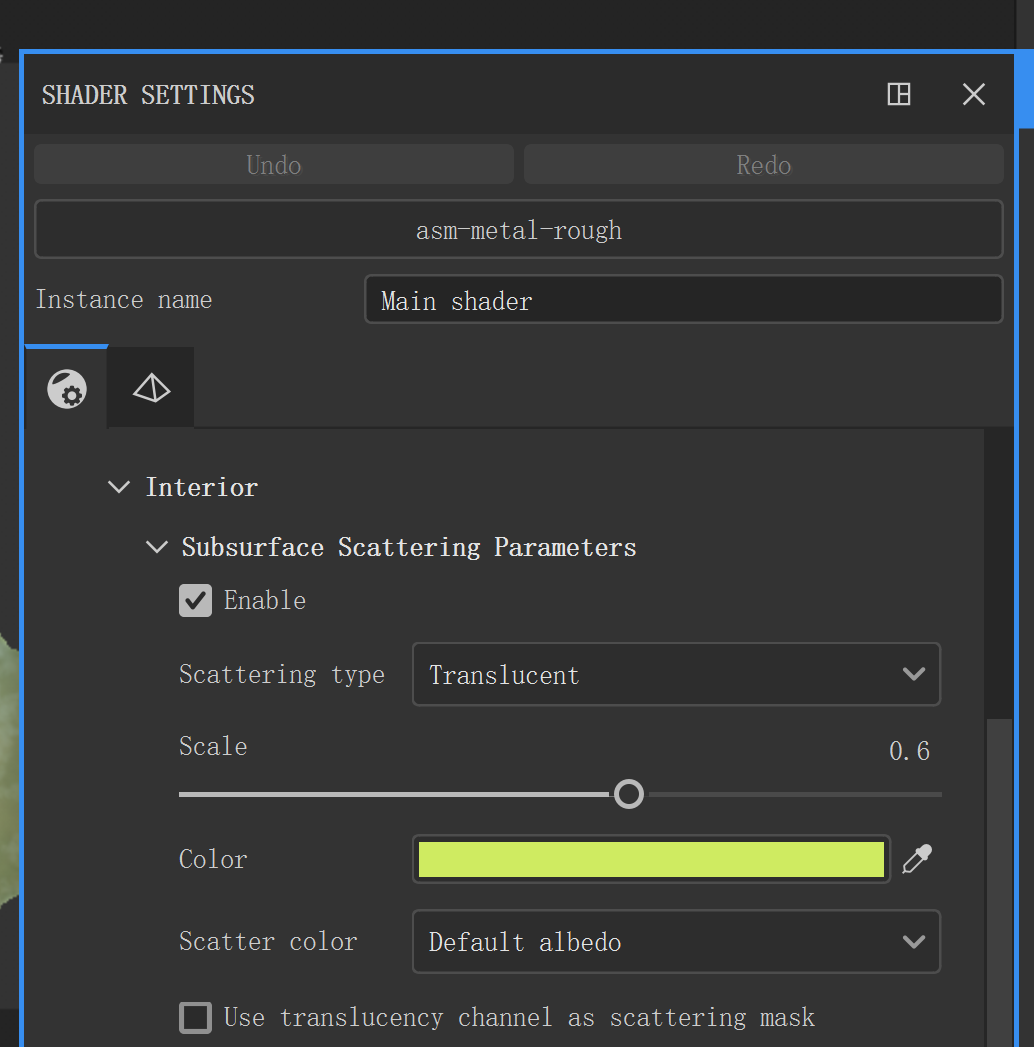 SHADER SETTINGS
Undo Redo
asm-metal-rough
Instance name Main shader
Interior
Subsurface Scattering Parameters
Enable
Scattering type Translucent
Scale 0.6
Color
Scatter color Default albedo
Use translucency channel as scattering mask